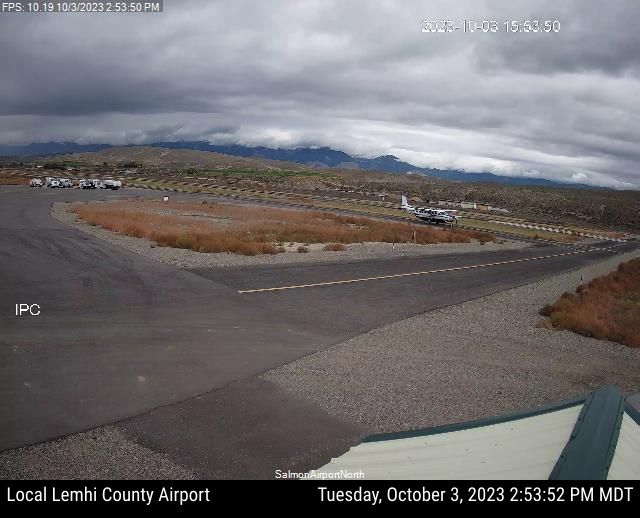 FPS: 10.19 10/3/2023 2:53:50 PM
2023-10-03 15:53:50
IPC
SalmonAirportNorth
Local Lemhi County Airport
Tuesday, October 3, 2023 2:53:52 PM MDT